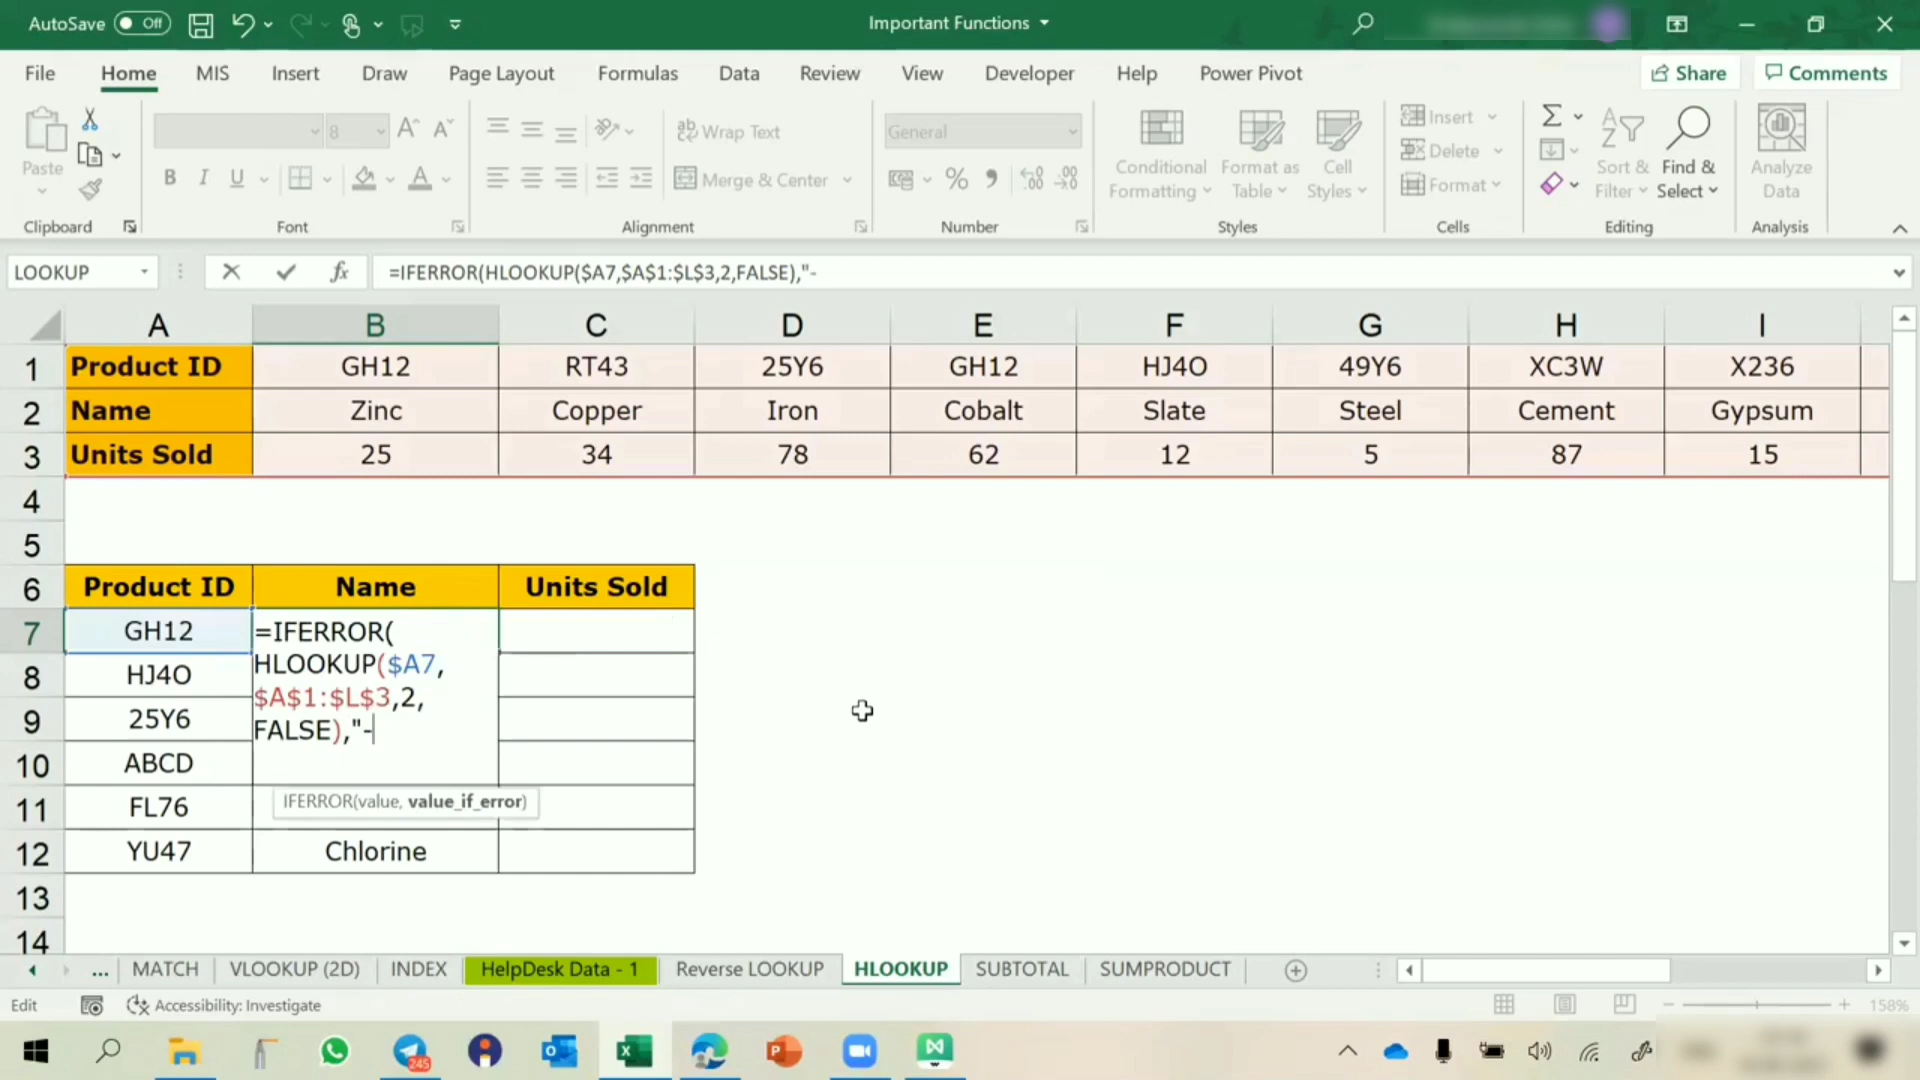 AutoSave Off Important Functions
File Home MIS Insert Draw Page Layout Formulas Data Review View Developer Help Power Pivot Share Comments
Paste
Clipboard
8
B I U
Font
Wrap Text
Merge & Center
Alignment
General
Number
Conditional Formatting
Format as Table
Cell Styles
Styles
Insert
Delete
Format
Cells
Sort & Filter
Find & Select
Editing
Analyze Data
Analysis
LOOKUP fx =IFERROR(HLOOKUP($A7,$A$1:$L$3,2,FALSE),"-
A B C D E F G H I
1 Product ID GH12 RT43 25Y6 GH12 HJ4O 49Y6 XC3W X236
2 Name Zinc Copper Iron Cobalt Slate Steel Cement Gypsum
3 Units Sold 25 34 78 62 12 5 87 15
4
5
6 Product ID Name Units Sold
7 GH12 =IFERROR(
HLOOKUP($A7,
8 HJ4O
$A$1:$L$3,2,
9 25Y6
FALSE),"-
10 ABCD
11 FL76
IFERROR(value, value_if_error)
12 YU47 Chlorine
13
14
... MATCH VLOOKUP (2D) INDEX HelpDesk Data - 1 Reverse LOOKUP HLOOKUP SUBTOTAL SUMPRODUCT
Edit Accessibility: Investigate 158%
245